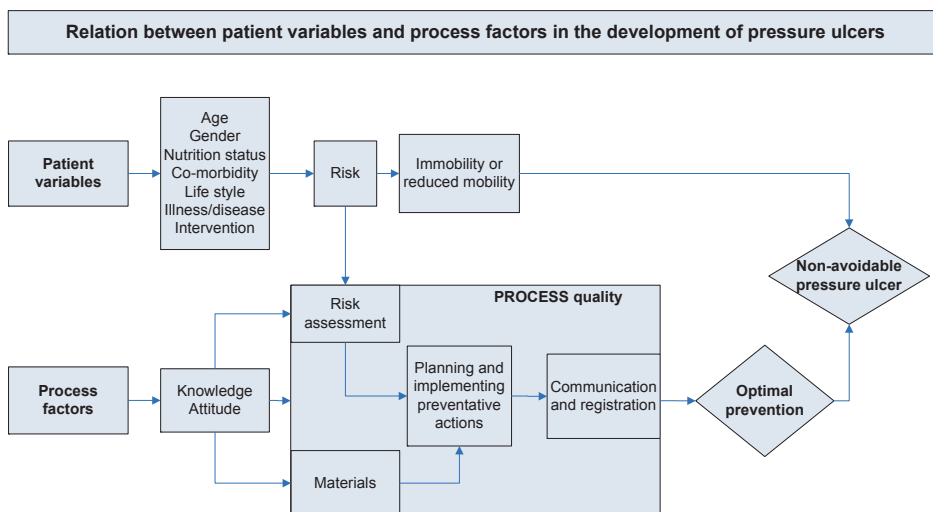 Relation between patient variables and process factors in the development of pressure ulcers
Patient
variables
Age
Gender
Nutrition status
Co-morbidity
Life style
Illness/disease
Intervention
Risk
Immobility or
reduced mobility
Non-avoidable
pressure ulcer
PROCESS quality
Risk
assessment
Process
factors
Knowledge
Attitude
Planning and
implementing
preventative
actions
Communication
and registration
Optimal
prevention
Materials